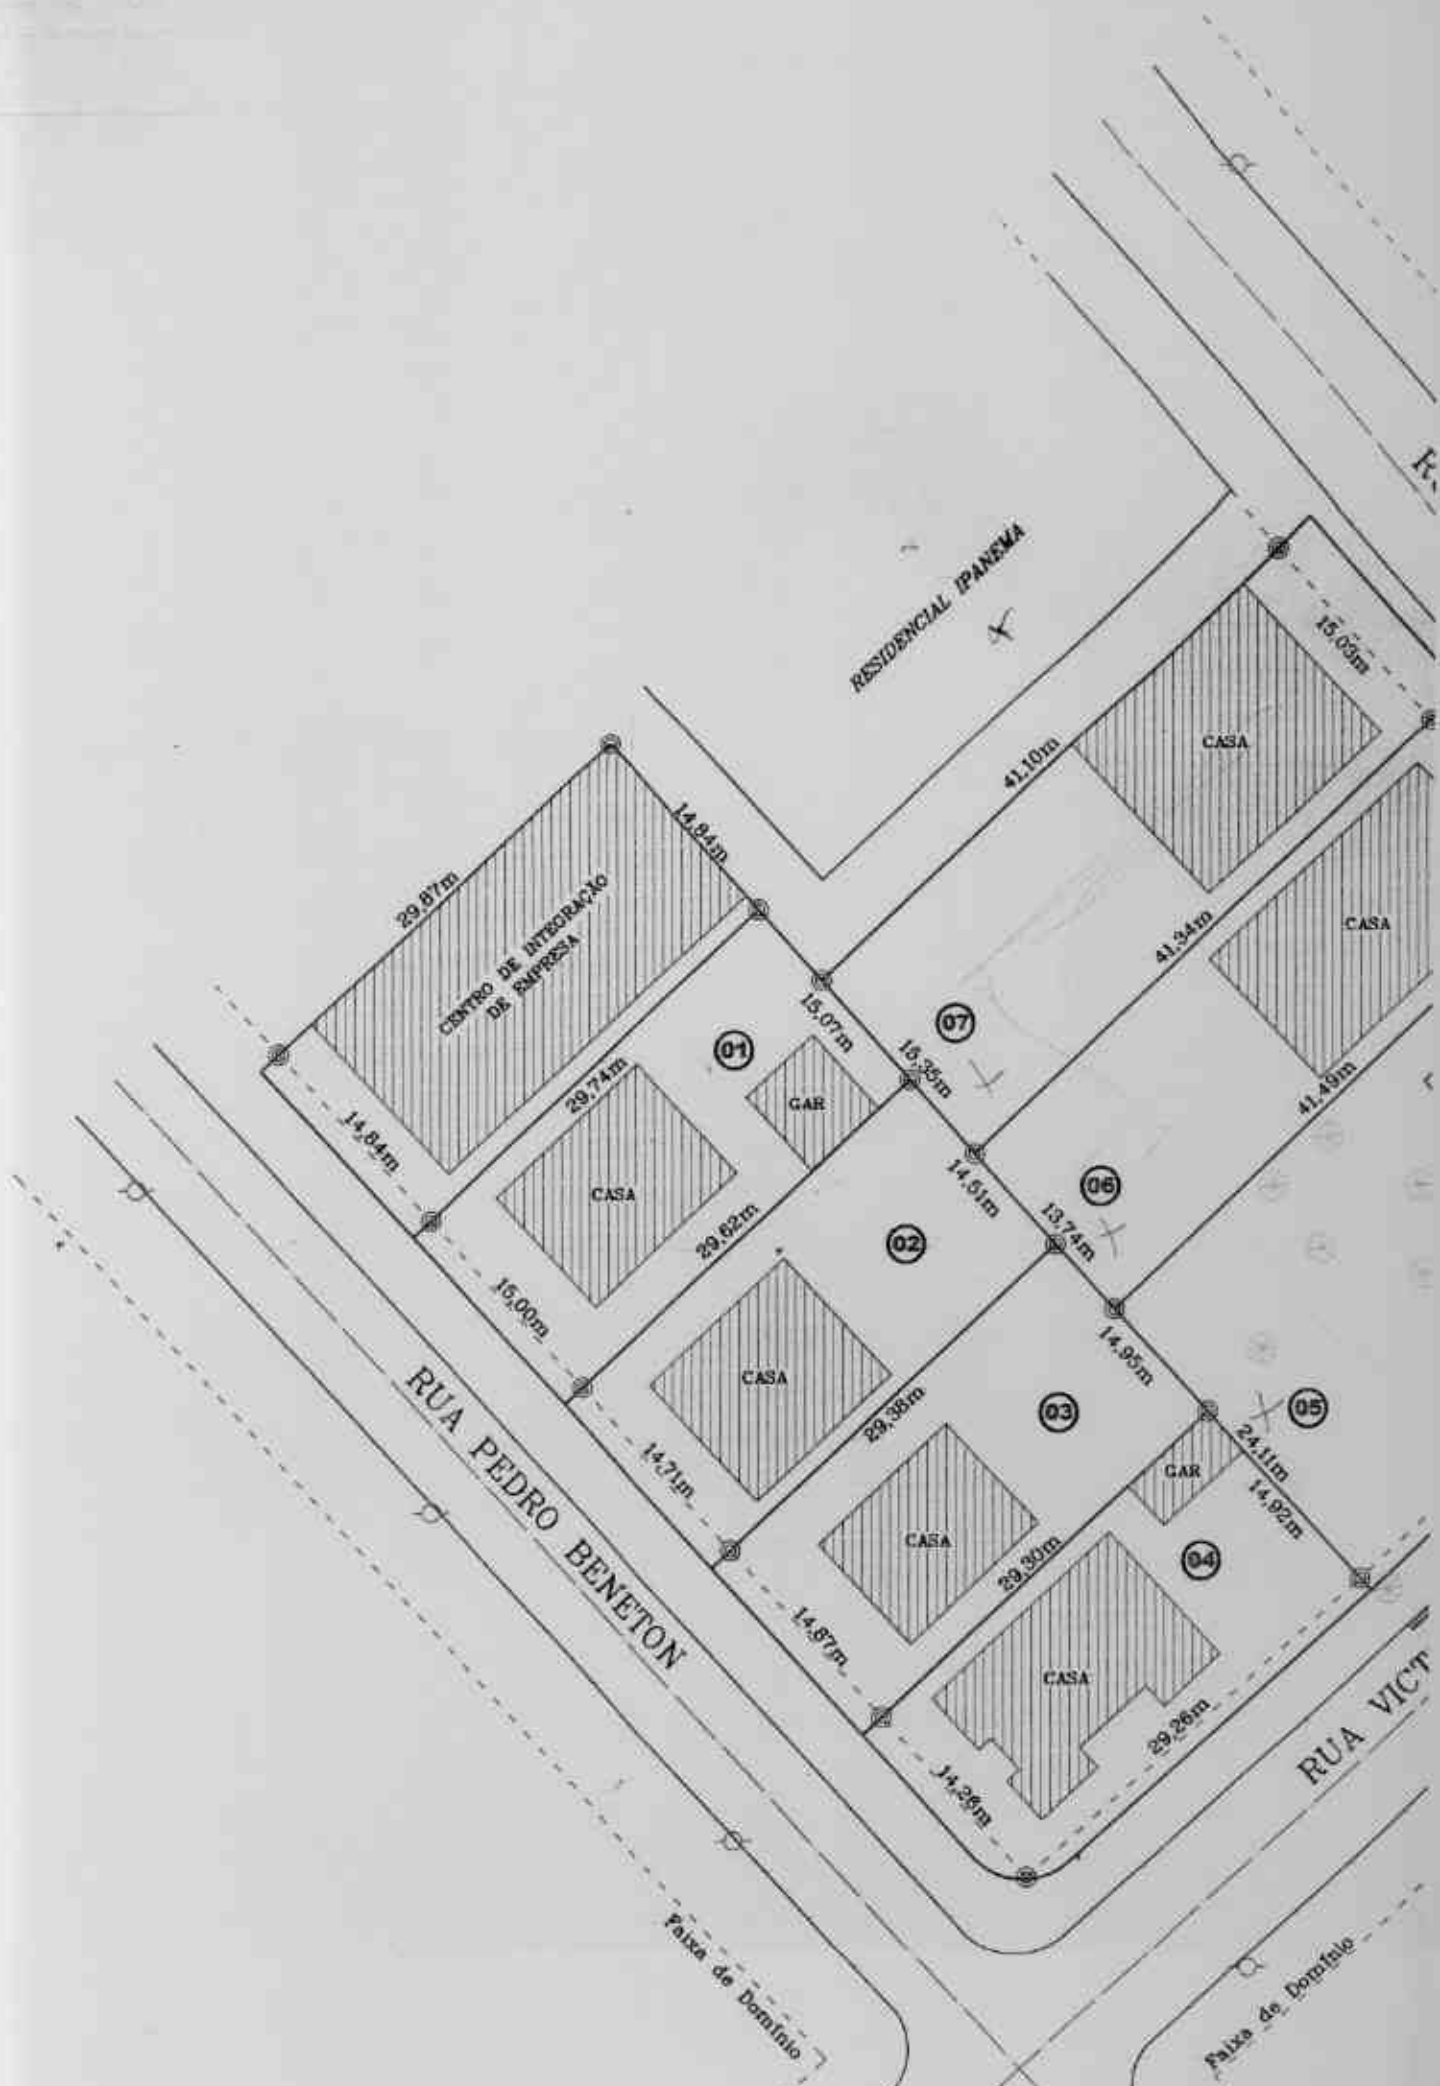 RESIDENCIAL IPANEMA
15,03m
CASA
41,10m
14,84m
29,87m
CENTRO DE INTEGRAÇÃO
DE EMPRESA
CASA
41,34m
15,07m
07
01
15,35m
29,74m
GAR
41,49m
14,84m
CASA
14,51m
06
29,62m
02
13,74m
15,00m
14,95m
CASA
RUA PEDRO BENETON
29,38m
03
05
24,11m
14,71m
GAR
14,92m
CASA
29,30m
04
14,87m
CASA
29,26m
RUA VICT
14,26m
Faixa de Domínio
Faixa de Domínio